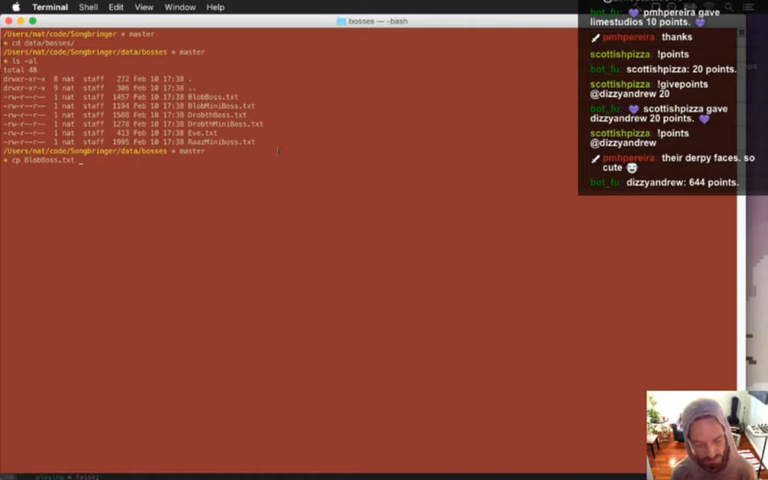 Terminal Shell Edit View Window Help
bosses — -bash
/Users/nat/code/Songbringer * master
* cd data/bosses/
/Users/nat/code/Songbringer/data/bosses * master
* ls -al
total 48
drwxr-xr-x 8 nat staff 272 Feb 10 17:38 .
drwxr-xr-x 9 nat staff 306 Feb 10 17:38 ..
-rw-r--r-- 1 nat staff 1457 Feb 10 17:38 BlobBoss.txt
-rw-r--r-- 1 nat staff 1194 Feb 10 17:38 BlobMiniBoss.txt
-rw-r--r-- 1 nat staff 1508 Feb 10 17:38 DrobthBoss.txt
-rw-r--r-- 1 nat staff 1278 Feb 10 17:38 DrobthMiniBoss.txt
-rw-r--r-- 1 nat staff 413 Feb 10 17:38 Eve.txt
-rw-r--r-- 1 nat staff 1995 Feb 10 17:38 RaazMiniboss.txt
/Users/nat/code/Songbringer/data/bosses * master
* cp BlobBoss.txt _
bot_fu: 💜 pmhpereira gave
limestudios 10 points. 💜
pmhpereira: thanks
scottishpizza: !points
bot_fu: scottishpizza: 20 points.
scottishpizza: !givepoints
@dizzyandrew 20
bot_fu: 💜 scottishpizza gave
dizzyandrew 20 points. 💜
scottishpizza: !points
@dizzyandrew
pmhpereira: their derpy faces. so
cute
bot_fu: dizzyandrew: 644 points.
playing = false;